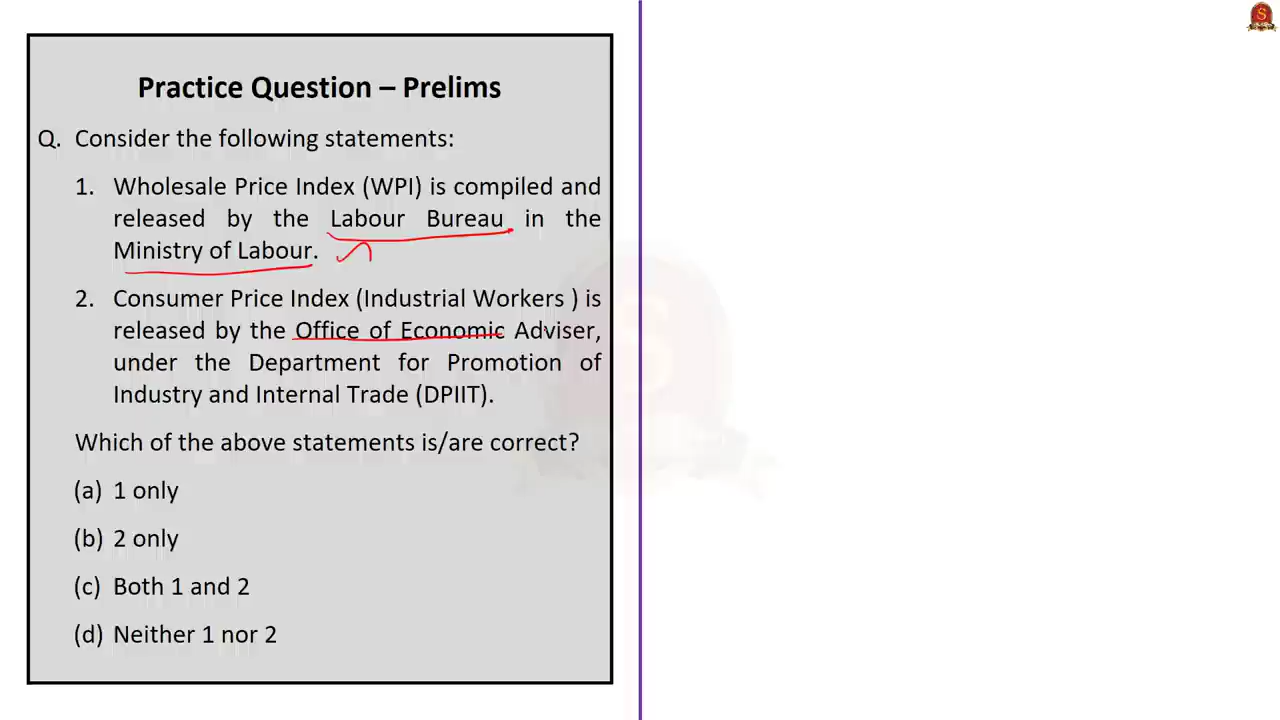 Practice Question – Prelims
Q. Consider the following statements:
1. Wholesale Price Index (WPI) is compiled and
released by the Labour Bureau in the
Ministry of Labour.
2. Consumer Price Index (Industrial Workers ) is
released by the Office of Economic Adviser,
under the Department for Promotion of
Industry and Internal Trade (DPIIT).
Which of the above statements is/are correct?
(a) 1 only
(b) 2 only
(c) Both 1 and 2
(d) Neither 1 nor 2
S
S